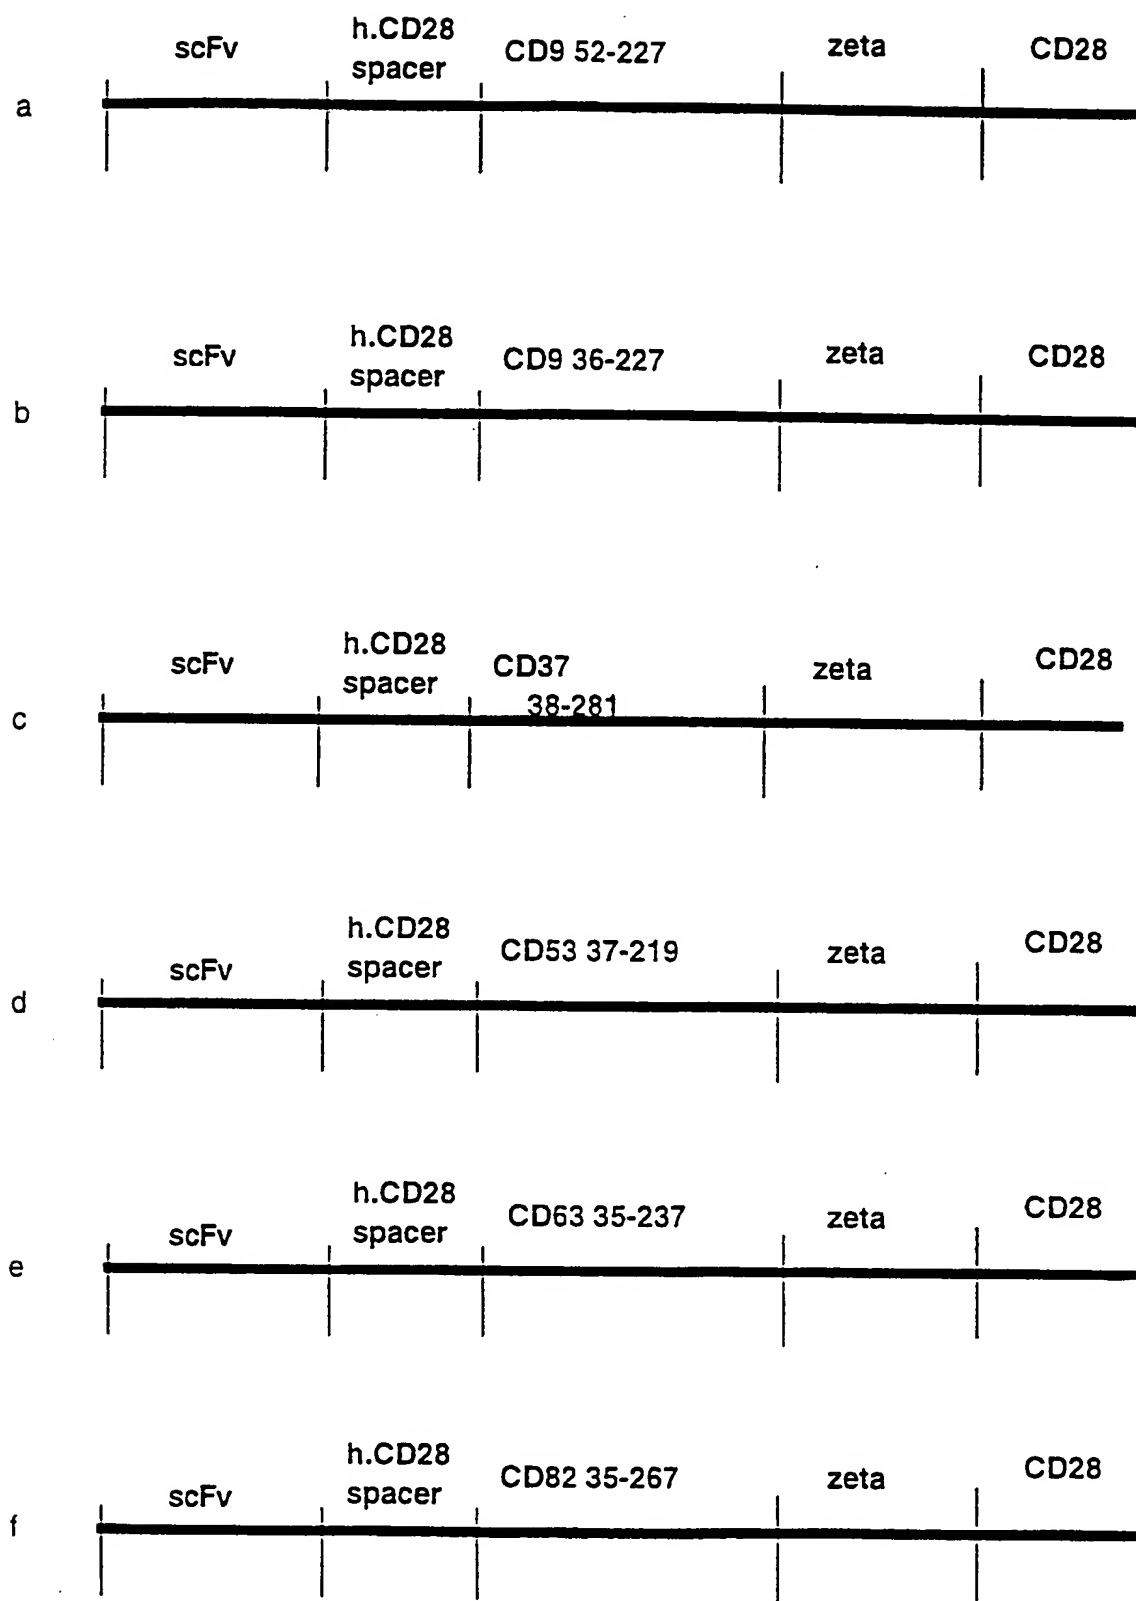 scFv h.CD28 spacer CD9 52-227 zeta CD28
a
scFv h.CD28 spacer CD9 36-227 zeta CD28
b
scFv h.CD28 spacer CD37 38-281 zeta CD28
c
scFv h.CD28 spacer CD53 37-219 zeta CD28
d
scFv h.CD28 spacer CD63 35-237 zeta CD28
e
scFv h.CD28 spacer CD82 35-267 zeta CD28
f